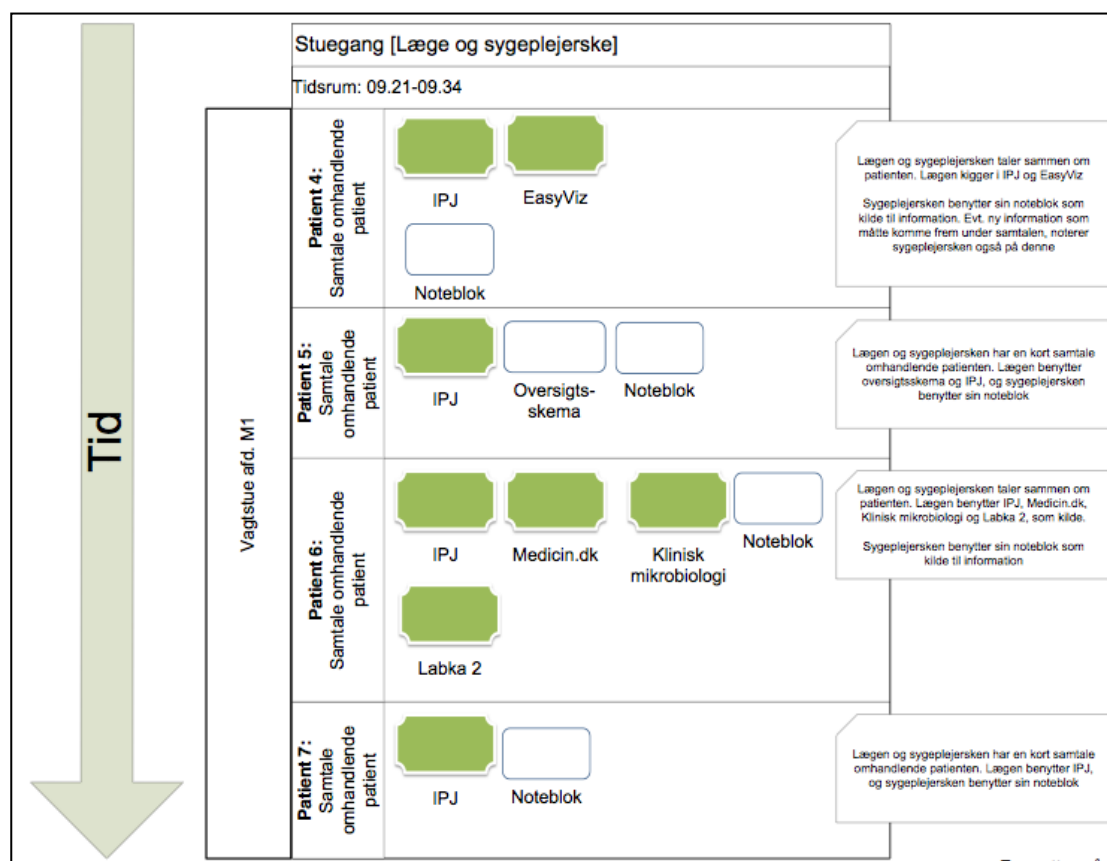 Stuegang [Læge og sygeplejerske]
Tidsrum: 09.21-09.34
Tid
Vagtstue afd. M1
Patient 4:
Samtale omhandlende
patient
IPJ
EasyViz
Noteblok
Lægen og sygeplejersken taler sammen om
patienten. Lægen kigger i IPJ og EasyViz
Sygeplejersken benytter sin noteblok som
kilde til information. Evt. ny information som
måtte komme frem under samtalen, noterer
sygeplejersken også på denne
Patient 5:
Samtale
omhandlende
patient
IPJ
Oversigts-
skema
Noteblok
Lægen og sygeplejersken har en kort samtale
omhandlende patienten. Lægen benytter
oversigtsskema og IPJ, og sygeplejersken
benytter sin noteblok
Patient 6:
Samtale omhandlende
patient
IPJ
Medicin.dk
Klinisk
mikrobiologi
Noteblok
Labka 2
Lægen og sygeplejersken taler sammen om
patienten. Lægen benytter IPJ, Medicin.dk,
Klinisk mikrobiologi og Labka 2, som kilde.
Sygeplejersken benytter sin noteblok som
kilde til information
Patient 7:
Samtale
omhandlende
patient
IPJ
Noteblok
Lægen og sygeplejersken har en kort samtale
omhandlende patienten. Lægen benytter IPJ,
og sygeplejersken benytter sin noteblok